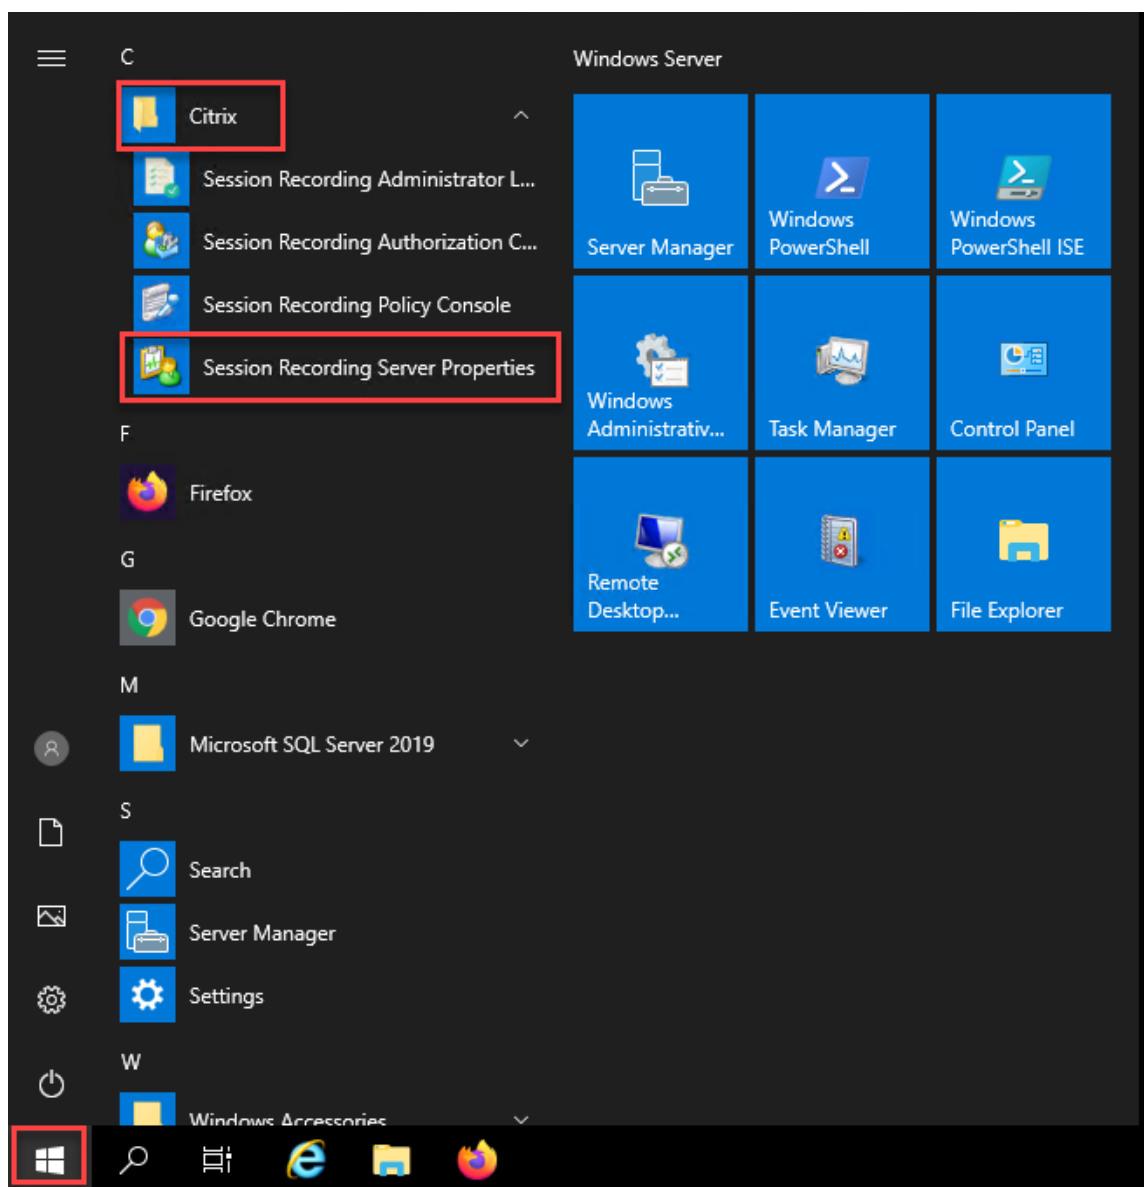 C
Citrix
Session Recording Administrator L...
Session Recording Authorization C...
Session Recording Policy Console
Session Recording Server Properties
F
Firefox
G
Google Chrome
M
Microsoft SQL Server 2019
S
Search
Server Manager
Settings
W
Windows Accessories
Windows Server
Server Manager
Windows
PowerShell
Windows
PowerShell ISE
Windows
Administrativ...
Task Manager
Control Panel
Remote
Desktop...
Event Viewer
File Explorer